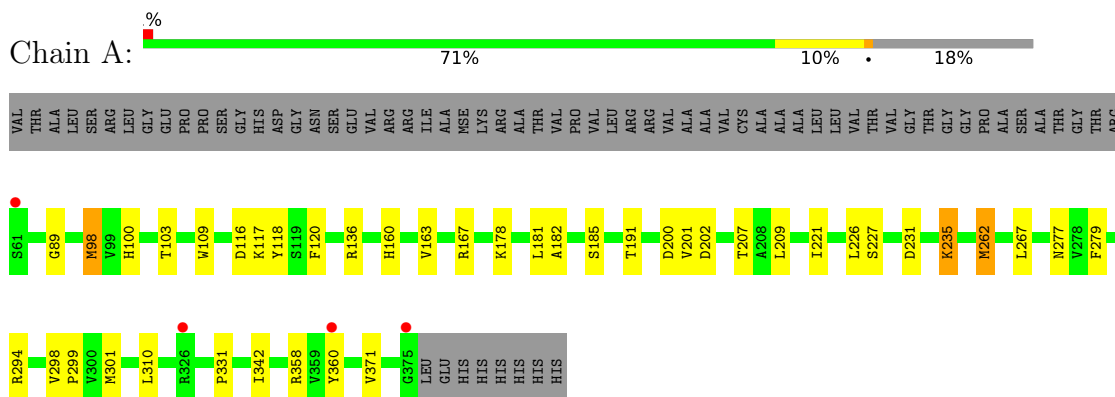 .%
Chain A:
71% 10% • 18%
VAL THR ALA LEU SER ARG LEU GLY GLU PRO PRO SER GLY HIS ASP GLY ASN SER GLU VAL ARG ARG ILE ALA MSE LYS ARG ALA THR VAL PRO VAL LEU ARG ARG VAL ALA ALA VAL CYS ALA ALA ALA LEU LEU VAL THR VAL GLY THR GLY GLY PRO ALA SER ALA THR GLY THR ARG
S61 G89 M98 V99 H100 T103 W109 D116 K117 Y118 S119 F120 R136 H160 V163 R167 K178 L181 A182 S185 T191 D200 V201 D202 T207 A208 L209 I221 L226 S227 D231 K235 M262 L267 N277 V278 F279
R294 V298 P299 V300 M301 L310 R326 P331 I342 R358 V359 Y360 V371 G375 LEU GLU HIS HIS HIS HIS HIS HIS